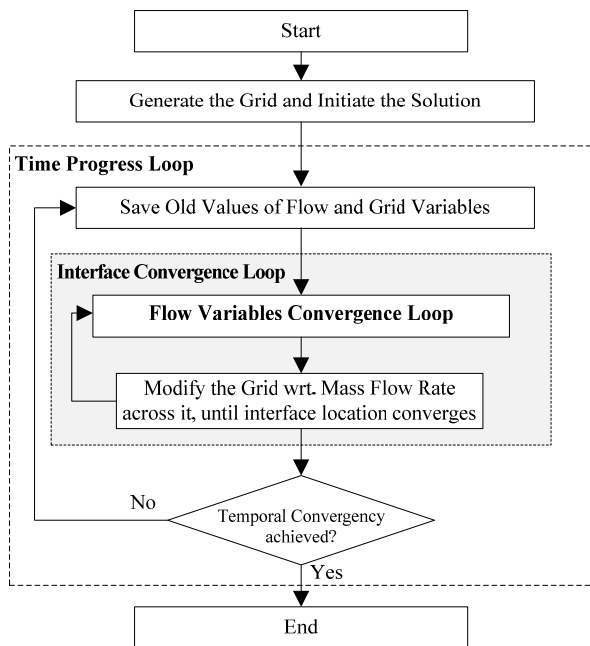 Start
Generate the Grid and Initiate the Solution
Time Progress Loop
Save Old Values of Flow and Grid Variables
Interface Convergence Loop
Flow Variables Convergence Loop
Modify the Grid wrt. Mass Flow Rate
across it, until interface location converges
No
Temporal Convergency
achieved?
Yes
End